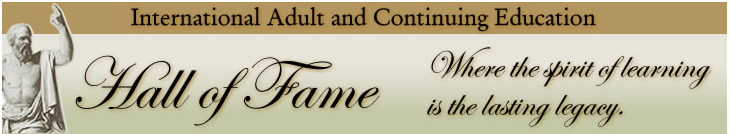 International Adult and Continuing Education
Hall of Fame
Where the spirit of learning
is the lasting legacy.